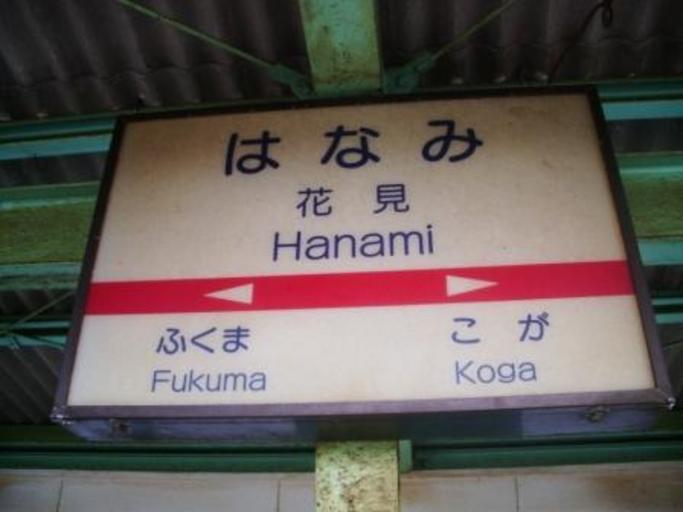 はなみ
花見
Hanami
ふくま こが
Fukuma Koga